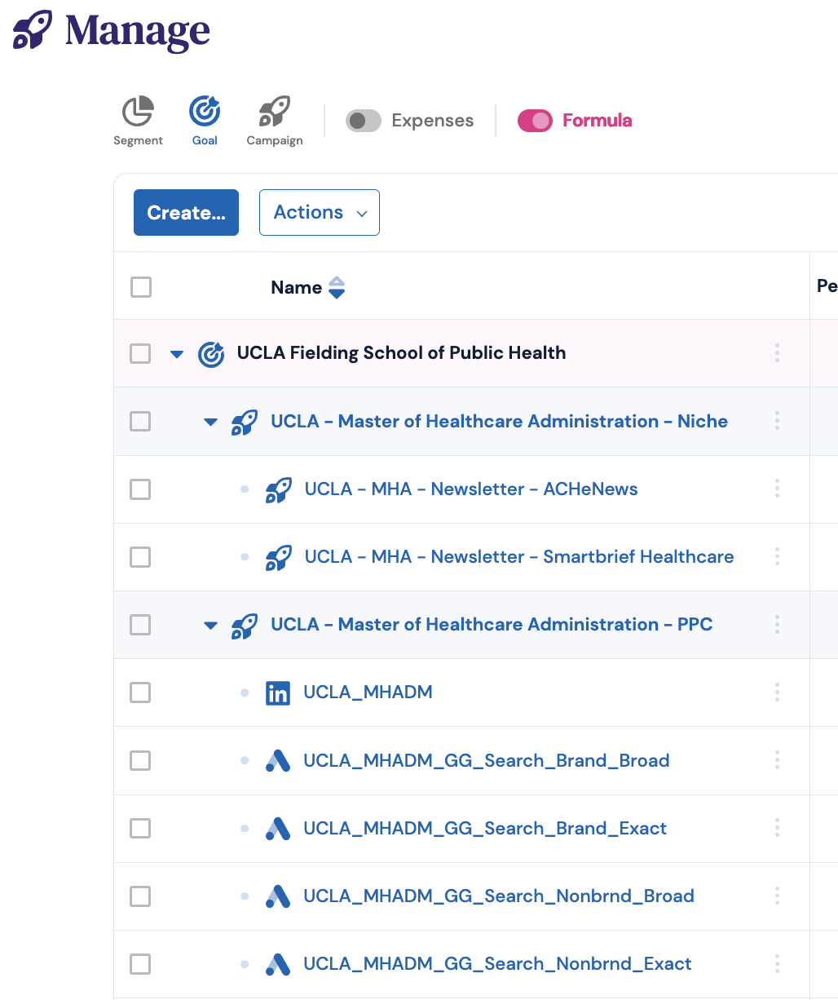 Manage
Segment
Goal
Campaign
Expenses
Formula
Create...
Actions
Name
Pe
UCLA Fielding School of Public Health
UCLA - Master of Healthcare Administration - Niche
UCLA - MHA - Newsletter - ACHeNews
UCLA - MHA - Newsletter - Smartbrief Healthcare
UCLA - Master of Healthcare Administration - PPC
in
UCLA_MHADM
UCLA_MHADM_GG_Search_Brand_Broad
UCLA_MHADM_GG_Search_Brand_Exact
UCLA_MHADM_GG_Search_Nonbrnd_Broad
UCLA_MHADM_GG_Search_Nonbrnd_Exact